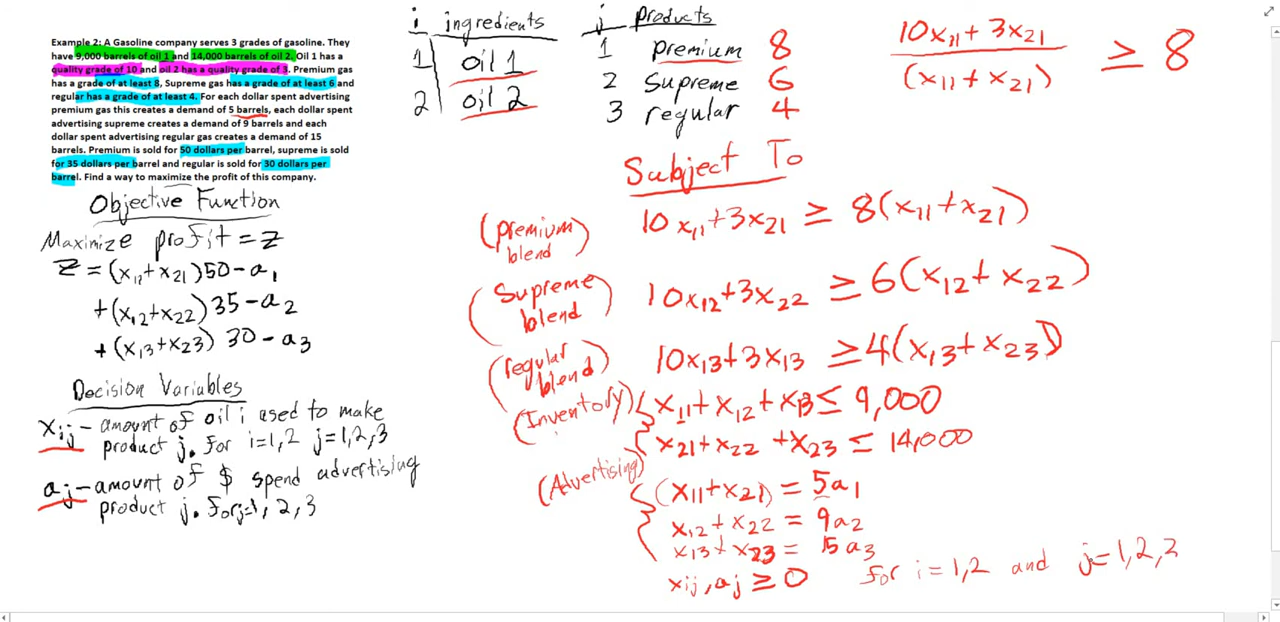 Example 2: A Gasoline company serves 3 grades of gasoline. They
have 9,000 barrels of oil 1 and 14,000 barrels of oil 2. Oil 1 has a
quality grade of 10 and oil 2 has a quality grade of 3. Premium gas
has a grade of at least 8, Supreme gas has a grade of at least 6 and
regular has a grade of at least 4. For each dollar spent advertising
premium gas this creates a demand of 5 barrels, each dollar spent
advertising supreme creates a demand of 9 barrels and each
dollar spent advertising regular gas creates a demand of 15
barrels. Premium is sold for 50 dollars per barrel, supreme is sold
for 35 dollars per barrel and regular is sold for 30 dollars per
barrel. Find a way to maximize the profit of this company.
Objective Function
Maximize profit = Z
Z = (x11+x21)50-a1
+(x12+x22)35-a2
+(x13+x23) 30-a3
Decision Variables
xij - amount of oil i used to make
product j. for i=1,2 j=1,2,3
aj - amount of $ spend advertising
product j. for j=1, 2, 3
i ingredients
1 oil 1
2 oil 2
j products
1 premium 8
2 Supreme 6
3 regular 4
10x11 + 3x21
(x11 + x21)
≥ 8
Subject To
(premium blend) 10x11+3x21 ≥ 8(x11+x21)
(Supreme blend) 10x12+3x22 ≥ 6(x12+x22)
(regular blend) 10x13+3x13 ≥ 4(x13+x23)
(Inventory) x11+x12+x13 ≤ 9,000
x21+x22+x23 ≤ 14,000
(Advertising) (x11+x21) = 5a1
x12+x22 = 9a2
x13+x23 = 15a3
xij, aj ≥ 0 for i=1,2 and j=1,2,3